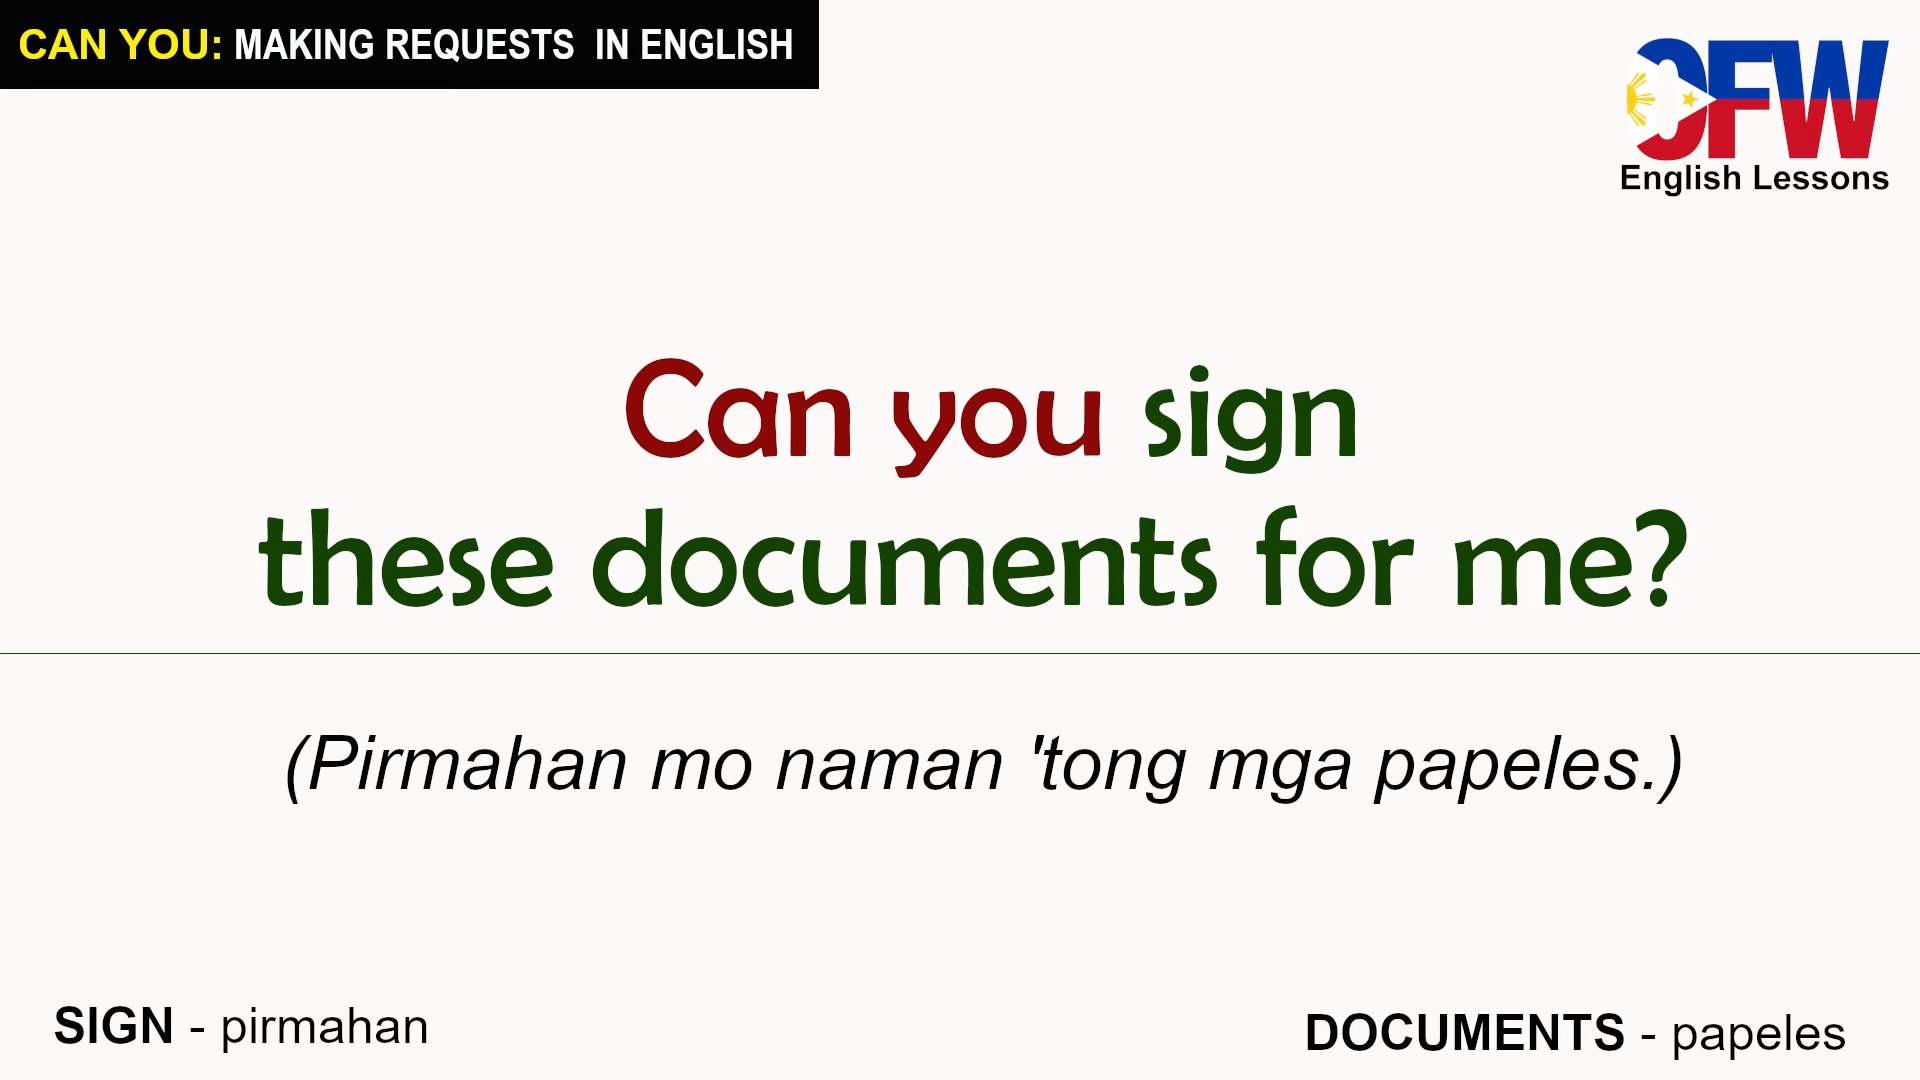 CAN YOU: MAKING REQUESTS IN ENGLISH
OFW
English Lessons
Can you sign
these documents for me?
(Pirmahan mo naman 'tong mga papeles.)
SIGN - pirmahan
DOCUMENTS - papeles